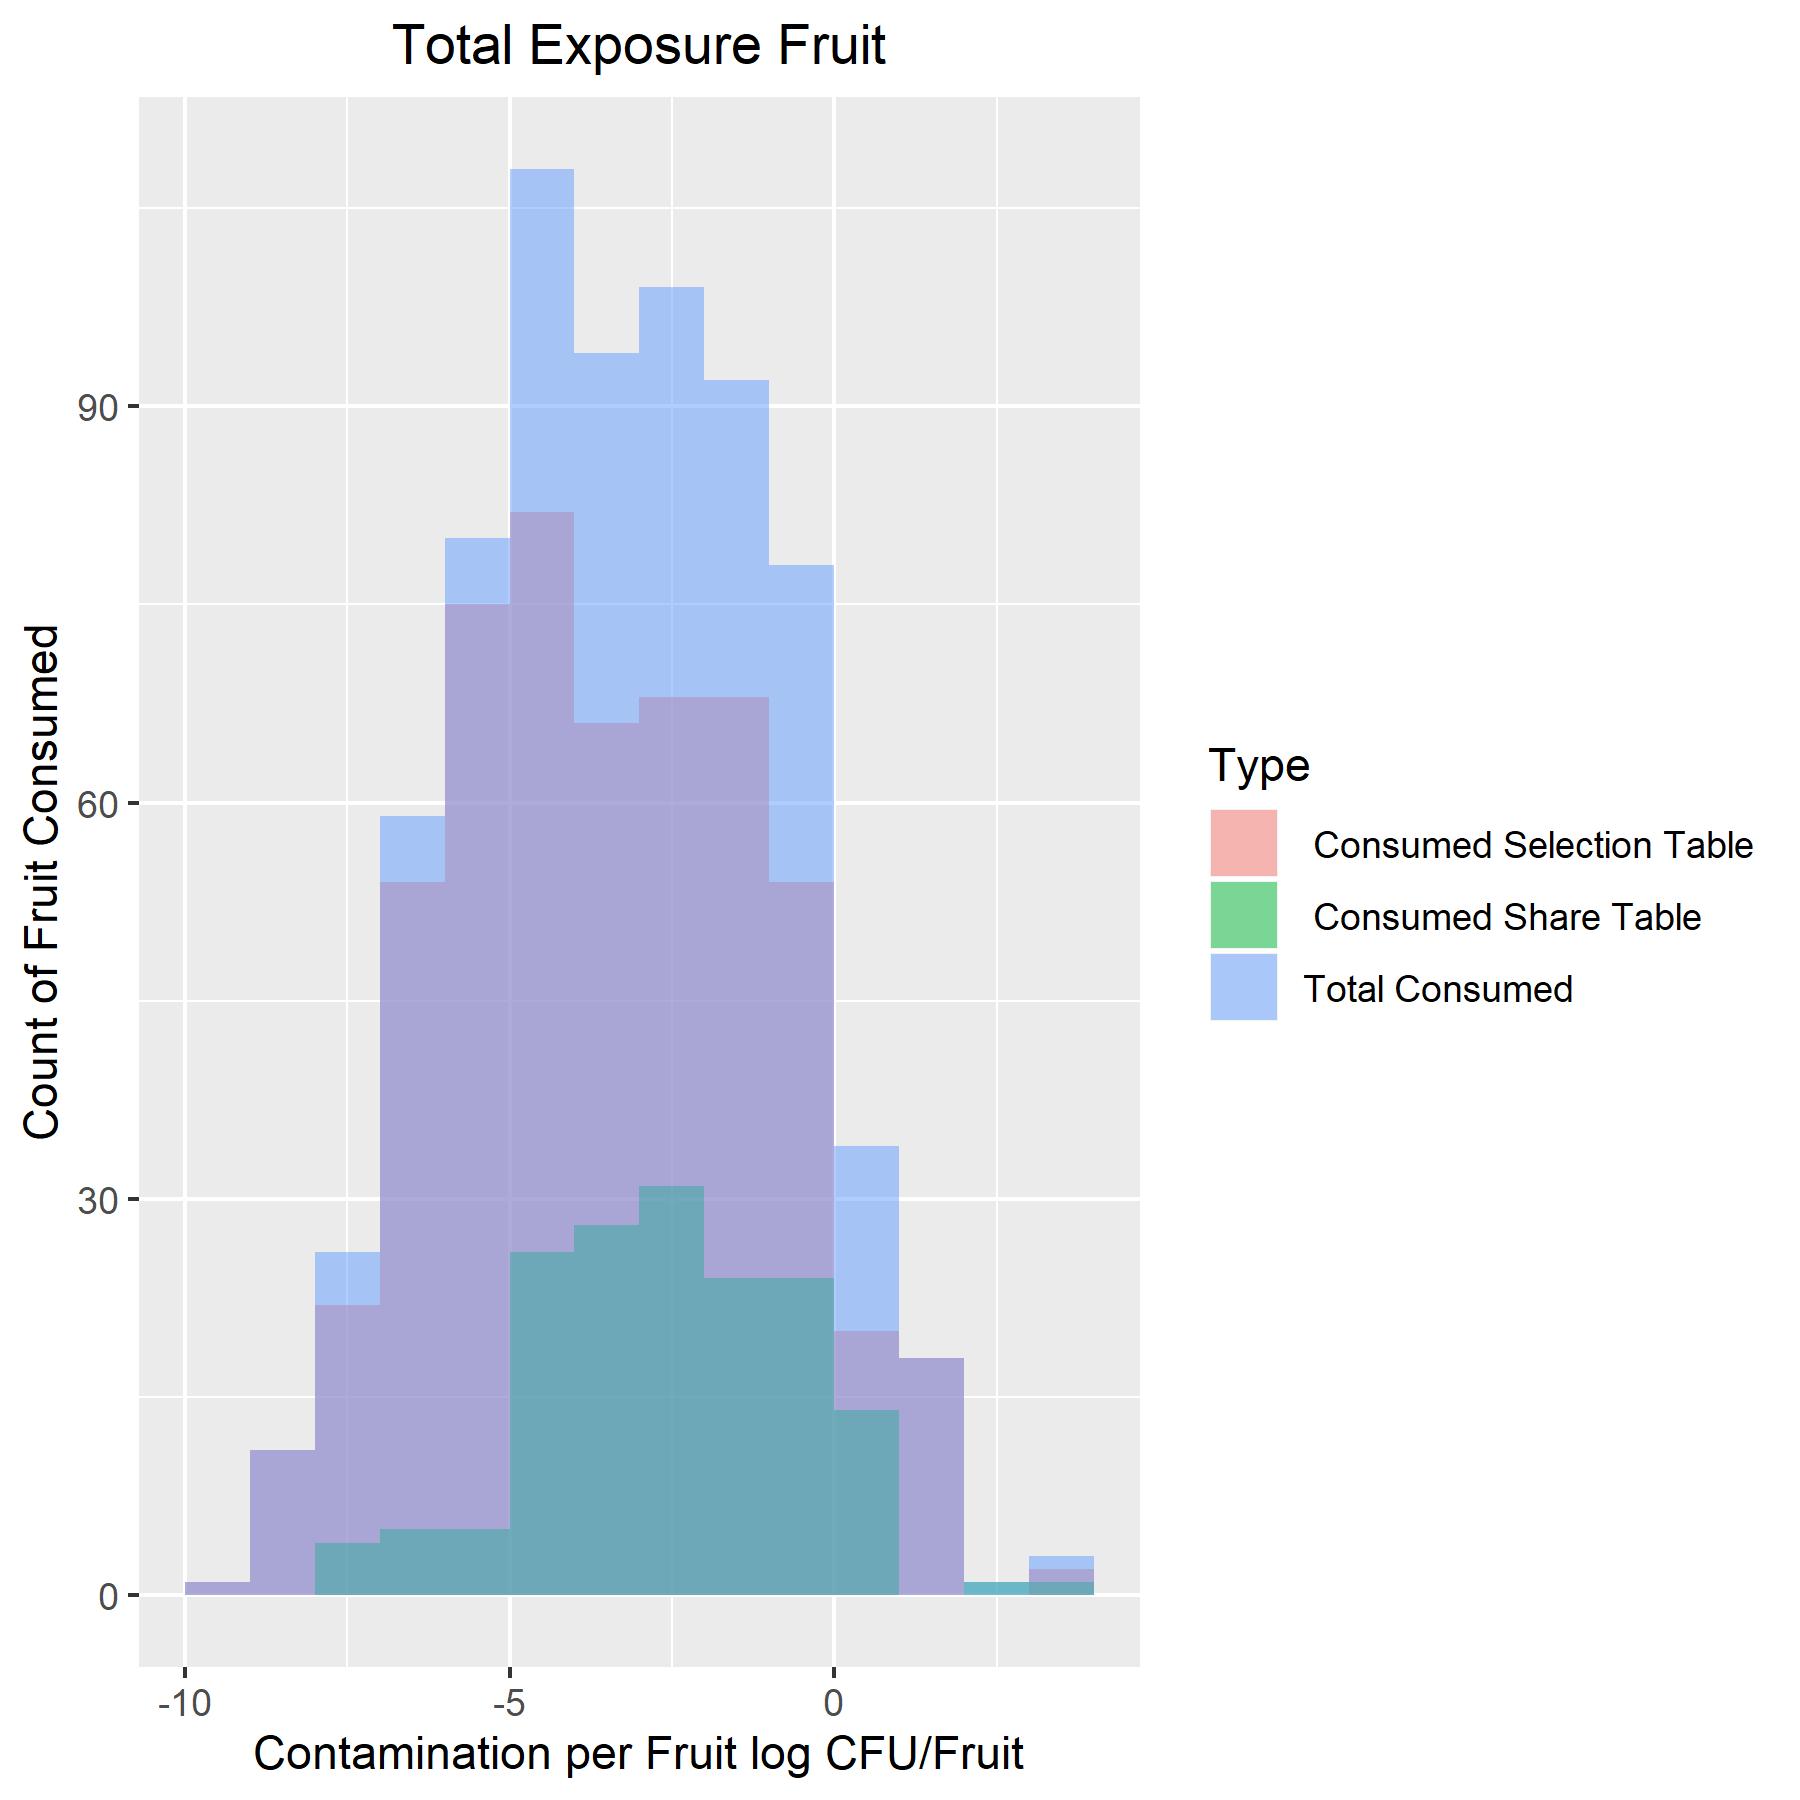 Total Exposure Fruit
Count of Fruit Consumed
90
60
30
0
-10
-5
0
Contamination per Fruit log CFU/Fruit
Type
Consumed Selection Table
Consumed Share Table
Total Consumed